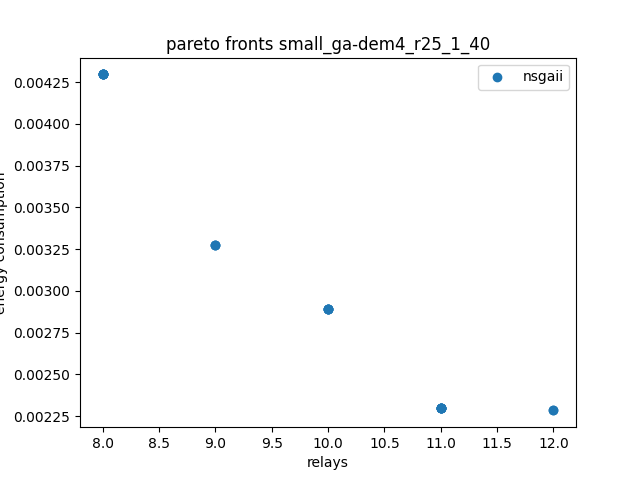 pareto fronts small_ga-dem4_r25_1_40
nsgaii
0.00425
0.00400
0.00375
0.00350
0.00325
0.00300
0.00275
0.00250
0.00225
energy consumption
8.0 8.5 9.0 9.5 10.0 10.5 11.0 11.5 12.0
relays